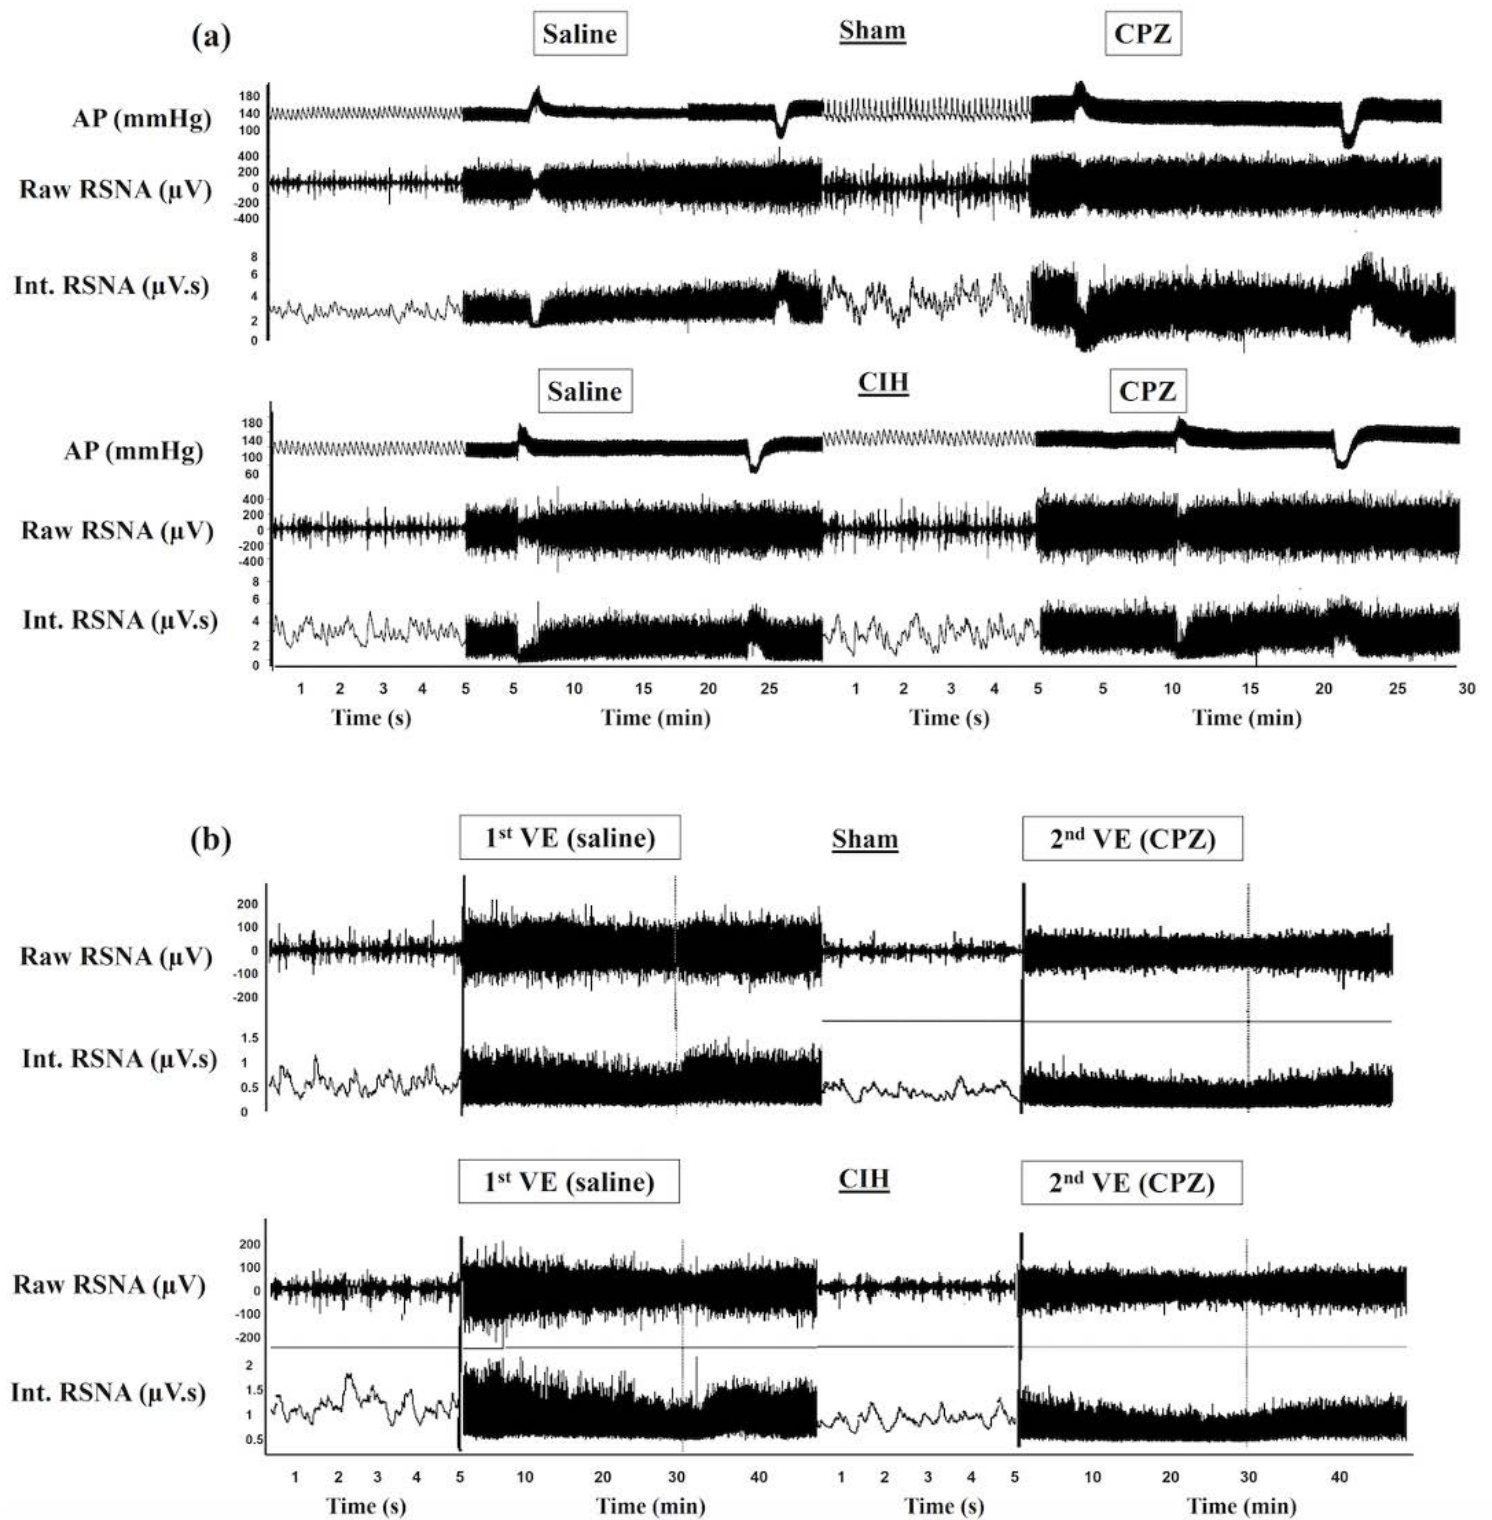 (a) Saline Sham CPZ
AP (mmHg)
180
140
100
Raw RSNA (µV)
400
200
0
-200
-400
Int. RSNA (µV.s)
8
6
4
2
0
Saline CIH CPZ
AP (mmHg)
180
140
100
60
Raw RSNA (µV)
400
200
0
-200
-400
Int. RSNA (µV.s)
8
6
4
2
0
1 2 3 4 5 5 10 15 20 25 1 2 3 4 5 5 10 15 20 25 30
Time (s) Time (min) Time (s) Time (min)
(b) 1st VE (saline) Sham 2nd VE (CPZ)
Raw RSNA (µV)
200
100
0
-100
-200
Int. RSNA (µV.s)
1.5
1
0.5
0
1st VE (saline) CIH 2nd VE (CPZ)
Raw RSNA (µV)
200
100
0
-100
-200
Int. RSNA (µV.s)
2
1.5
1
0.5
1 2 3 4 5 10 20 30 40 1 2 3 4 5 10 20 30 40
Time (s) Time (min) Time (s) Time (min)